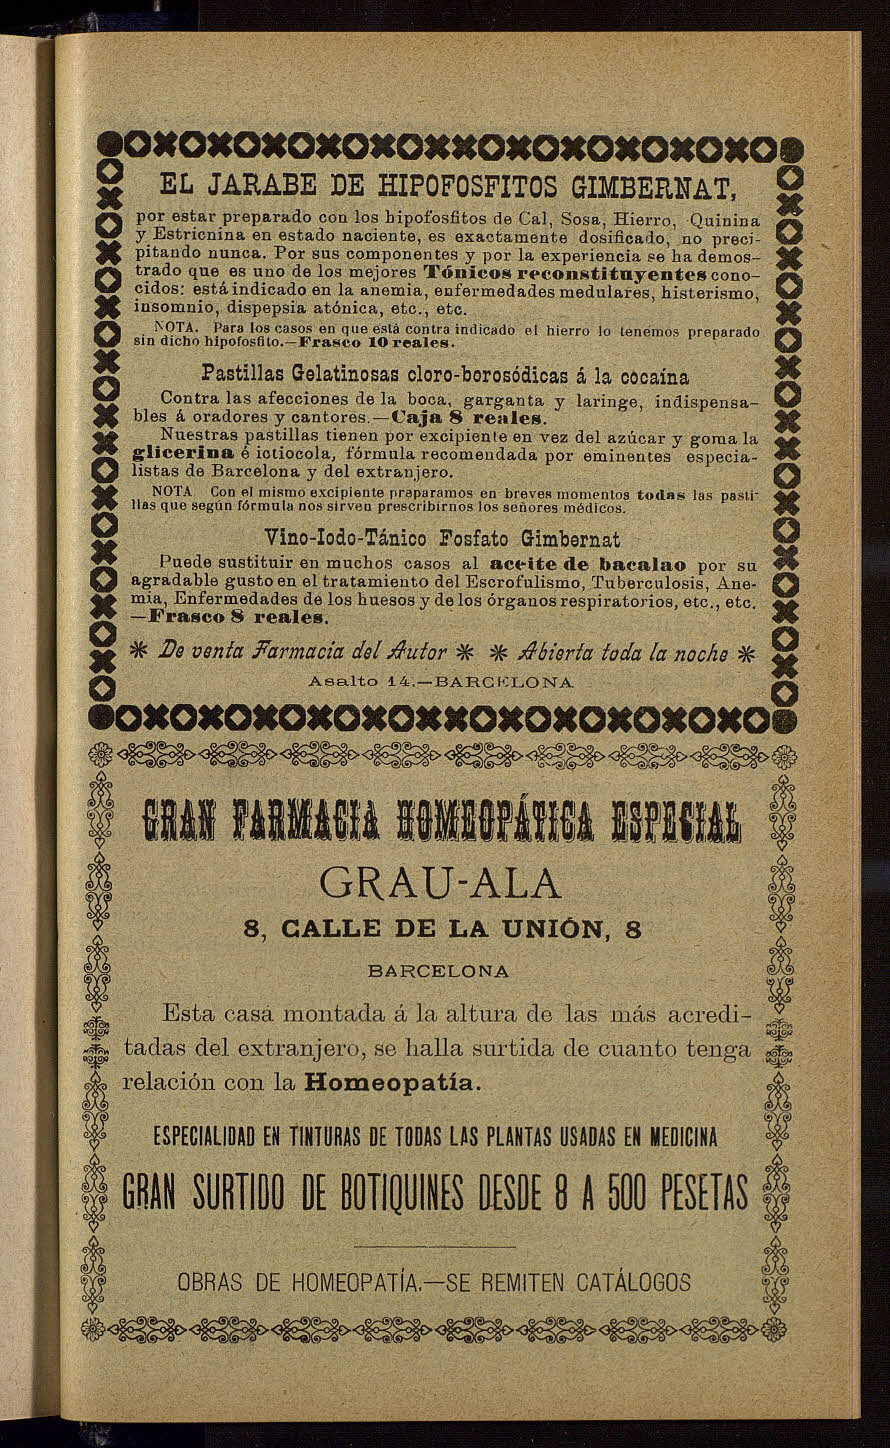 EL JARABE DE HIPOFOSFITOS GIMBERNAT,
por estar preparado con los hipofosfitos de Cal, Sosa, Hierro, Quinina
y Estricnina en estado naciente, es exactamente dosificado, no preci-
pitando nunca. Por sus componentes y por la experiencia se ha demos-
trado que es uno de los mejores Tónicos reconstituyentes cono-
cidos: está indicado en la anemia, enfermedades medulares, histerismo,
insomnio, dispepsia atónica, etc., etc.
NOTA. Para los casos en que está contra indicado el hierro lo tenemos preparado
sin dicho hipofosfito.—Frasco 10 reales.
Pastillas Gelatinosas cloro-borosódicas á la cocaína
Contra las afecciones de la boca, garganta y laringe, indispensa-
bles á oradores y cantores.—Caja 8 reales.
Nuestras pastillas tienen por excipiente en vez del azúcar y goma la
glicerina é ictiocola, fórmula recomendada por eminentes especia-
listas de Barcelona y del extranjero.
NOTA Con el mismo excipiente preparamos en breves momentos todas las pasti-
llas que según fórmula nos sirven prescribirnos los señores médicos.
Vino-Iodo-Tánico Fosfato Gimbernat
Puede sustituir en muchos casos al aceite de bacalao por su
agradable gusto en el tratamiento del Escrofulismo, Tuberculosis, Ane-
mia, Enfermedades de los huesos y de los órganos respiratorios, etc., etc.
—Frasco 8 reales.
* De venta Farmacia del Autor * * Abierta toda la noche *
Asalto 14.—BARCELONA
GRAN FARMACIA HOMEOPÁTICA ESPECIAL
GRAU-ALA
8, CALLE DE LA UNIÓN, 8
BARCELONA
Esta casa montada á la altura de las más acredi-
tadas del extranjero, se halla surtida de cuanto tenga
relación con la Homeopatía.
ESPECIALIDAD EN TINTURAS DE TODAS LAS PLANTAS USADAS EN MEDICINA
GRAN SURTIDO DE BOTIQUINES DESDE 8 A 500 PESETAS
OBRAS DE HOMEOPATÍA.—SE REMITEN CATÁLOGOS